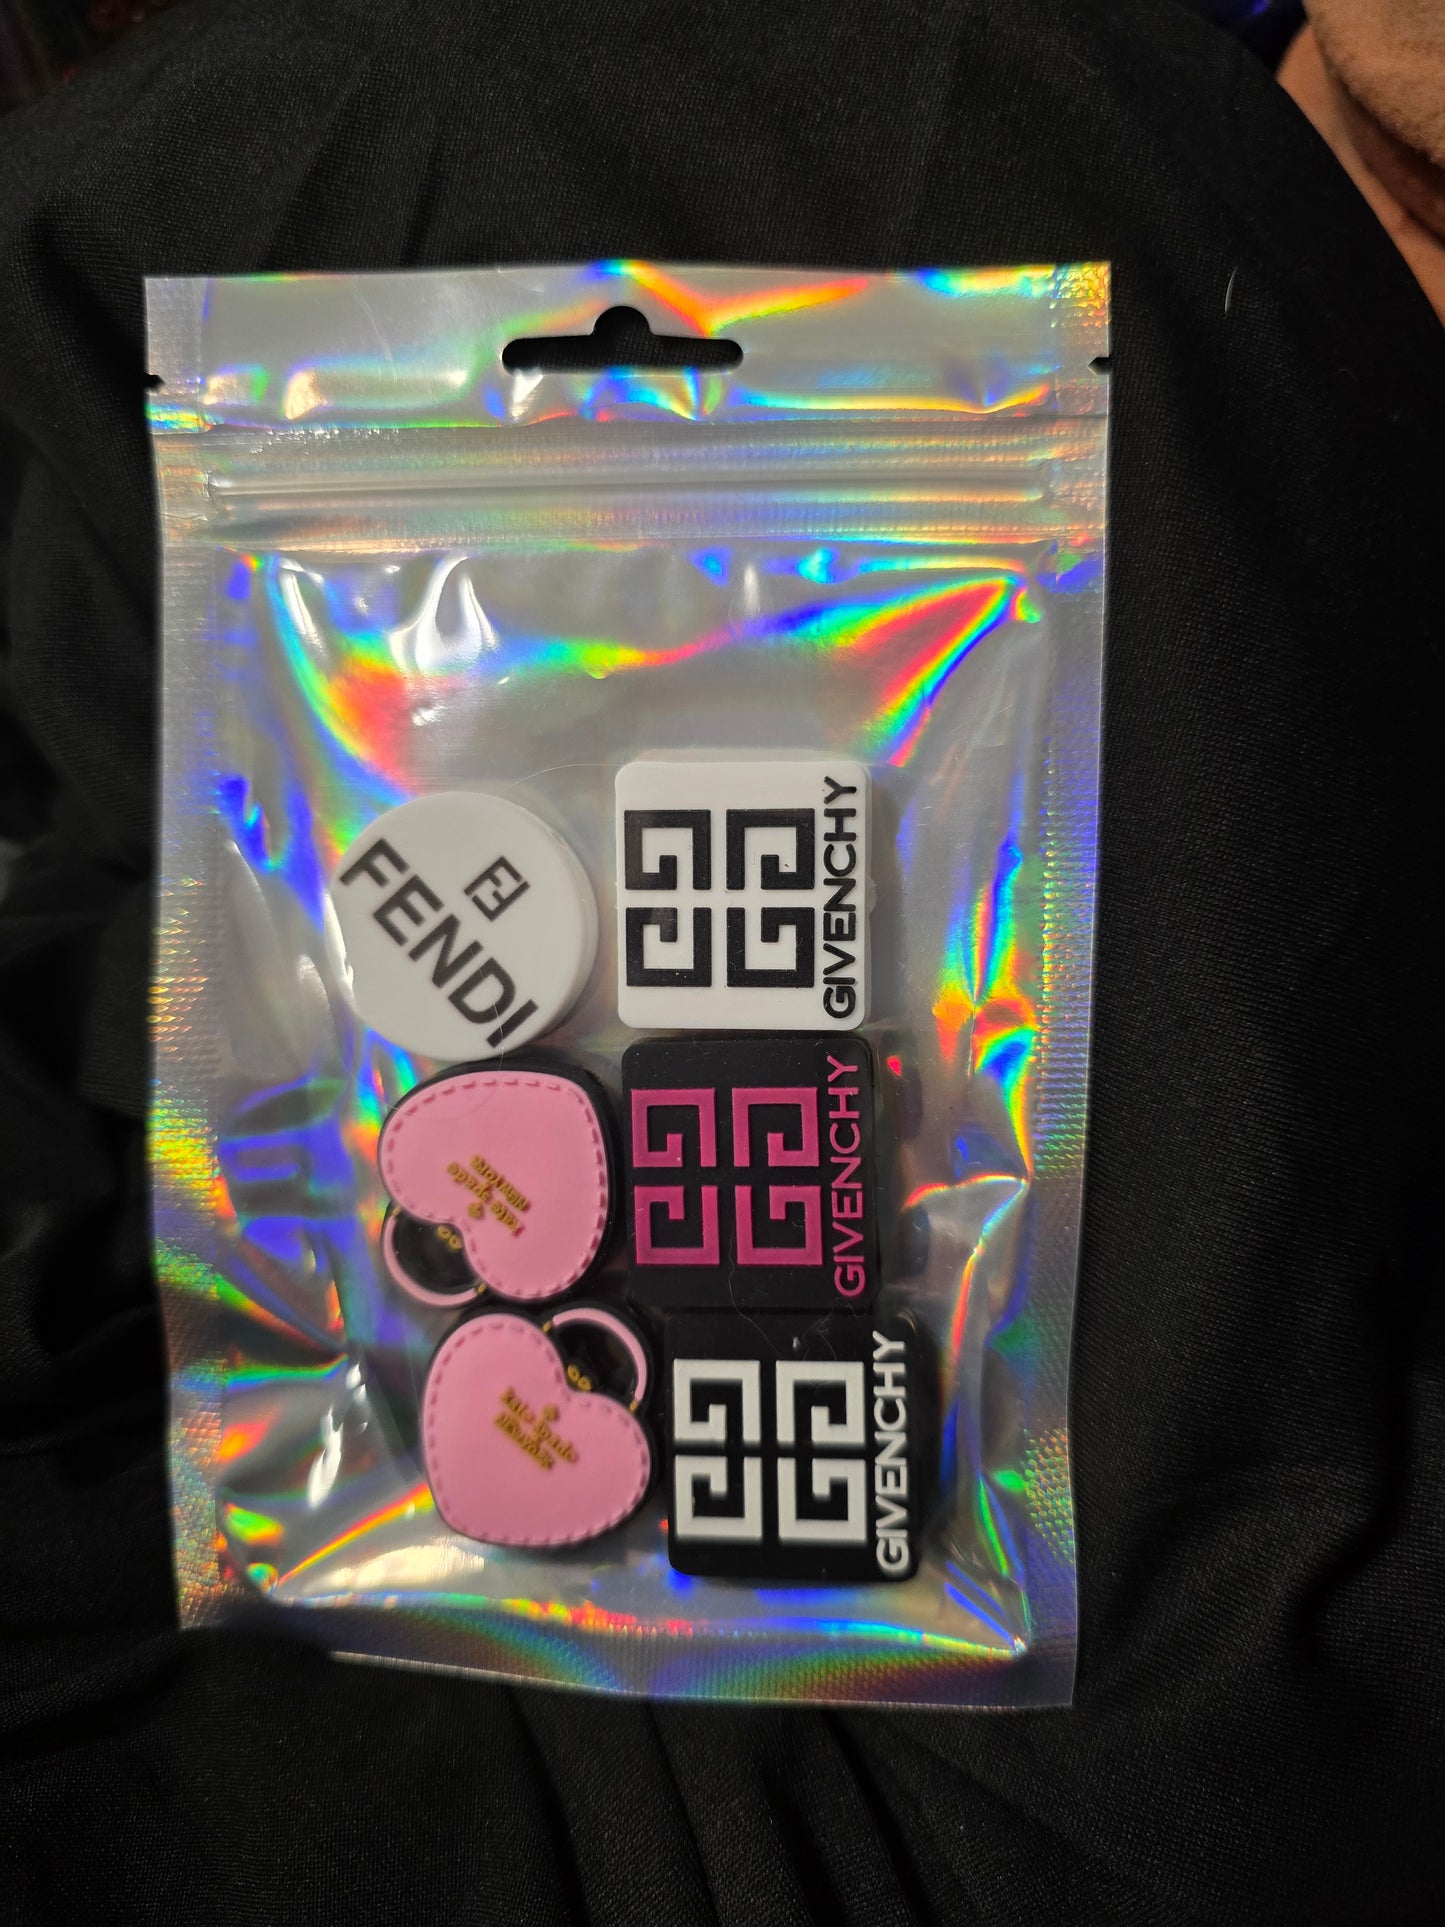 FENDI
GIVENCHY
kate spade
NEW YORK
GIVENCHY
kate spade
NEW YORK
GIVENCHY